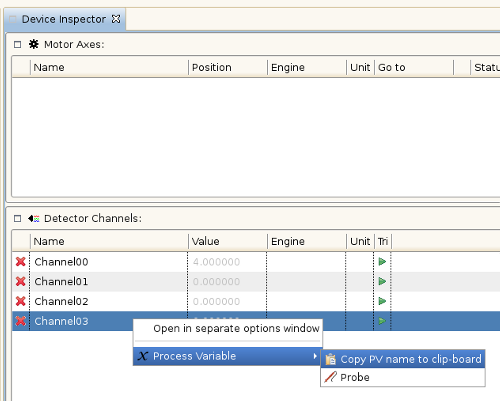 Device Inspector
Motor Axes:
Name Position Engine Unit Go to Statu
Detector Channels:
Name Value Engine Unit Tri
Channel00 4.000000
Channel01 0.000000
Channel02 0.000000
Channel03 0.000000
Open in separate options window
Process Variable
Copy PV name to clip-board
Probe